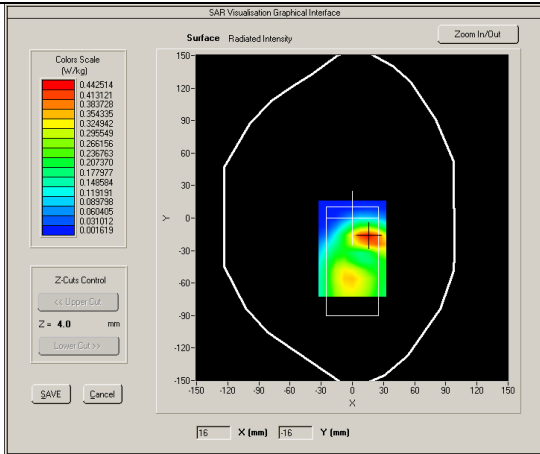 SAR Visualisation Graphical Interface
Surface Radiated Intensity
Zoom In/Out
Colors Scale
(W/kg)
0.442514
0.413121
0.383728
0.354335
0.324942
0.295549
0.266156
0.236763
0.207370
0.177977
0.148584
0.119191
0.089798
0.060405
0.031012
0.001619
Z-Cuts Control
<< Upper Cut
Z = 4.0 mm
Lower Cut >>
SAVE
Cancel
150
120
90
60
30
0
-30
-60
-90
-120
-150
Y
-150 -120 -90 -60 -30 0 30 60 90 120 150
X
16 X (mm) -16 Y (mm)